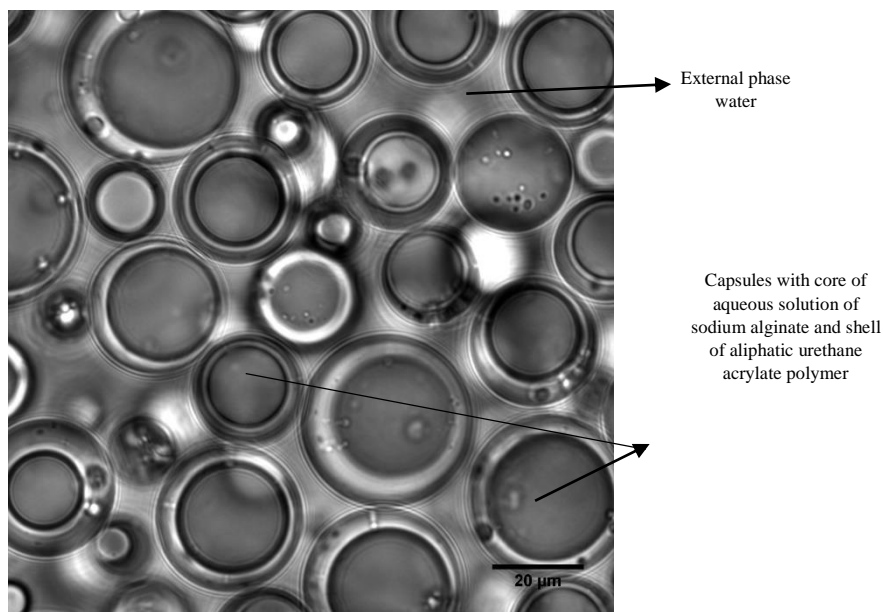 External phase
water
Capsules with core of
aqueous solution of
sodium alginate and shell
of aliphatic urethane
acrylate polymer
20 µm